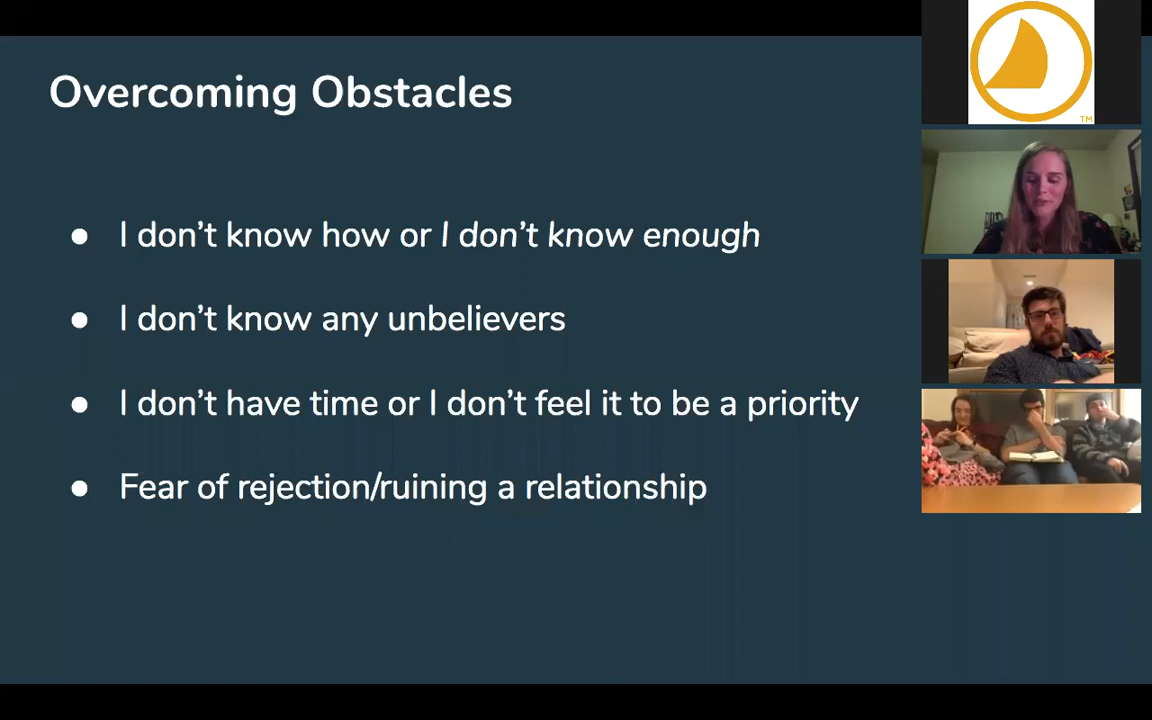 Overcoming Obstacles
● I don’t know how or I don’t know enough
● I don’t know any unbelievers
● I don’t have time or I don’t feel it to be a priority
● Fear of rejection/ruining a relationship
TM